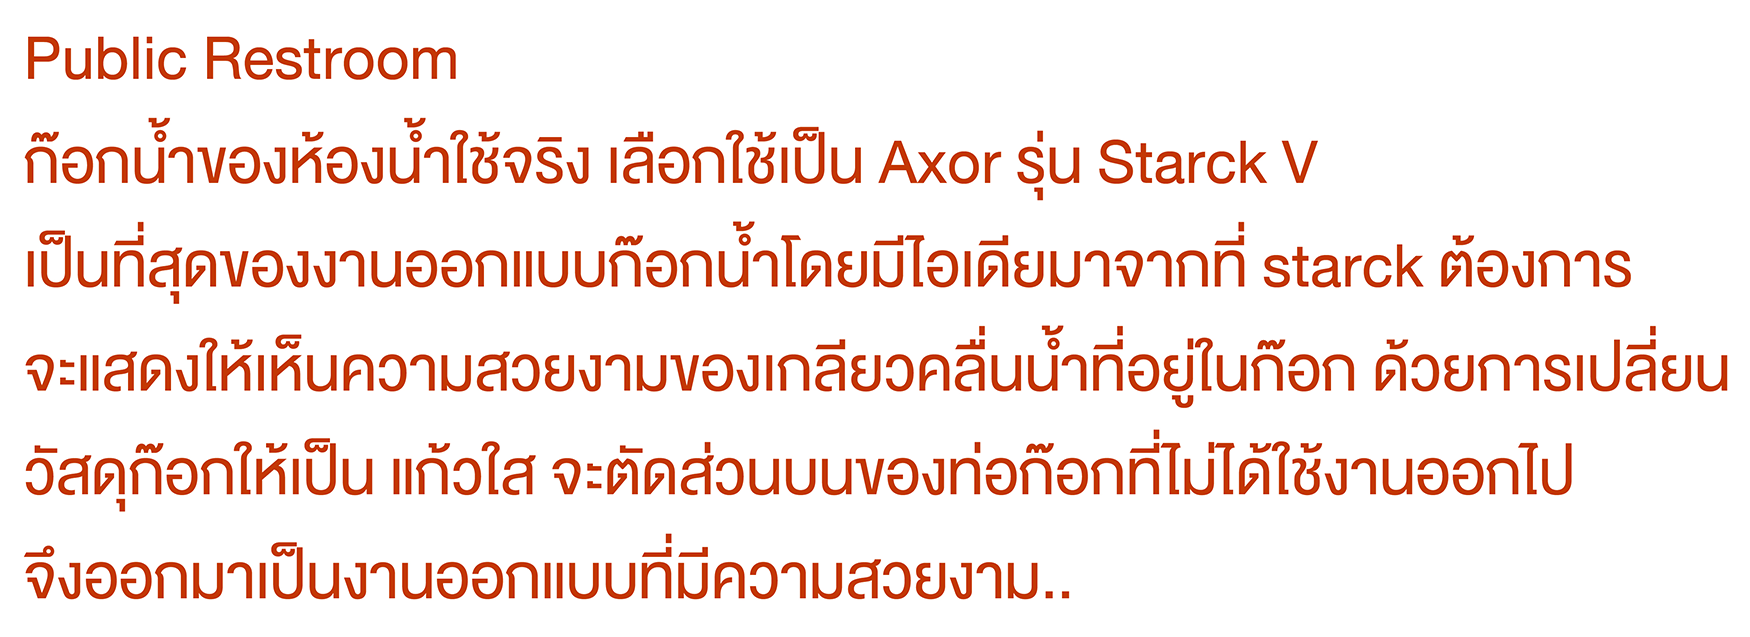 Public Restroom
ก๊อกน้ำของห้องน้ำใช้จริง เลือกใช้เป็น Axor รุ่น Starck V
เป็นที่สุดของงานออกแบบก๊อกน้ำโดยมีไอเดียมาจากที่ starck ต้องการ
จะแสดงให้เห็นความสวยงามของเกลียวคลื่นน้ำที่อยู่ในก๊อก ด้วยการเปลี่ยน
วัสดุก๊อกให้เป็น แก้วใส จะตัดส่วนบนของท่อก๊อกที่ไม่ได้ใช้งานออกไป
จึงออกมาเป็นงานออกแบบที่มีความสวยงาม..